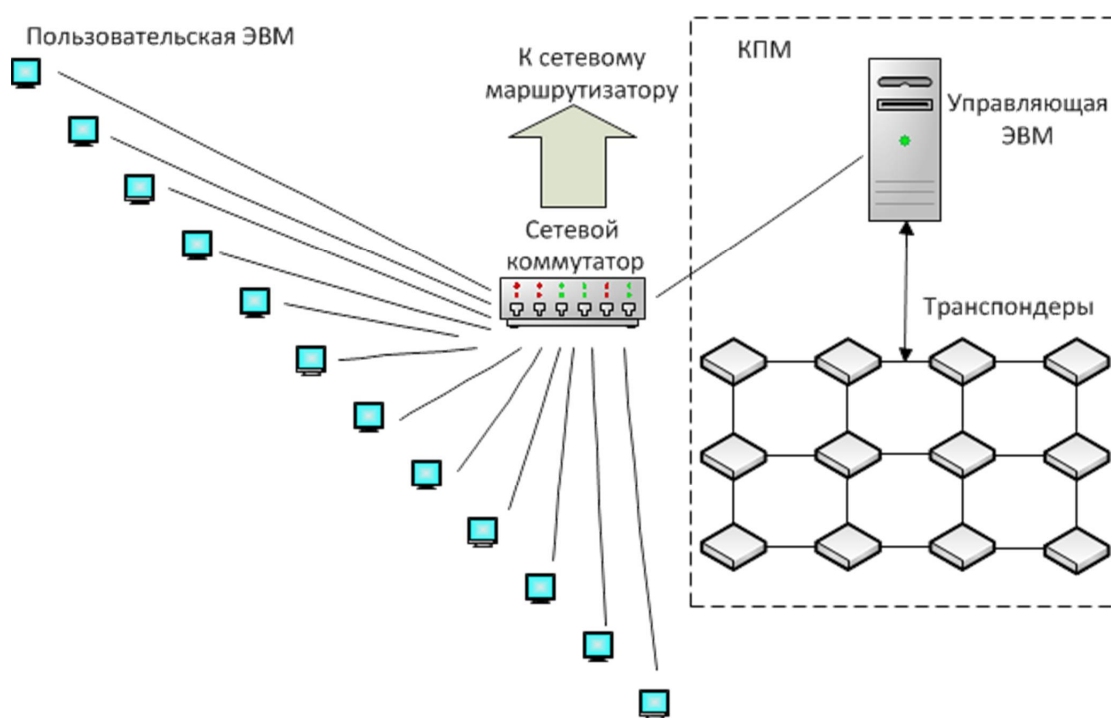 Пользовательская ЭВМ
К сетевому
маршрутизатору
КПМ
Управляющая
ЭВМ
Сетевой
коммутатор
Транспондеры